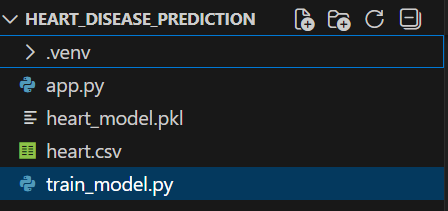 HEART_DISEASE_PREDICTION
.venv
app.py
heart_model.pkl
heart.csv
train_model.py